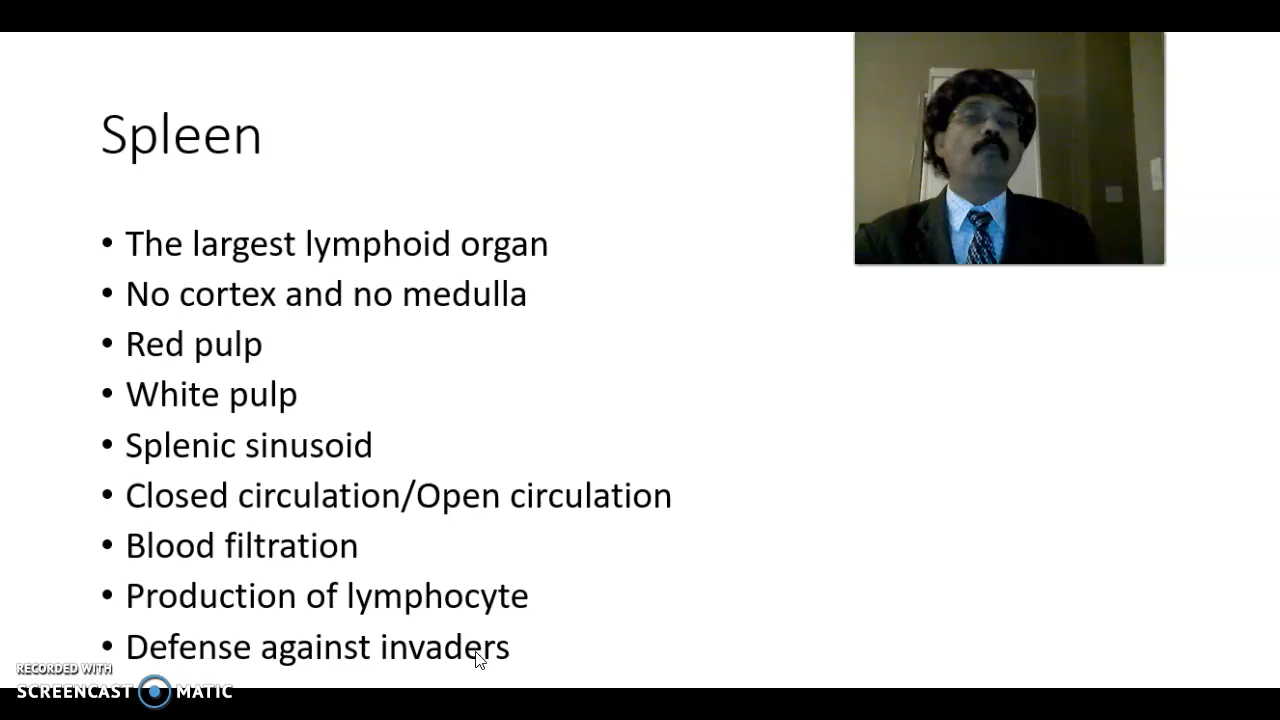 Spleen
• The largest lymphoid organ
• No cortex and no medulla
• Red pulp
• White pulp
• Splenic sinusoid
• Closed circulation/Open circulation
• Blood filtration
• Production of lymphocyte
• Defense against invaders
RECORDED WITH
SCREENCAST MATIC